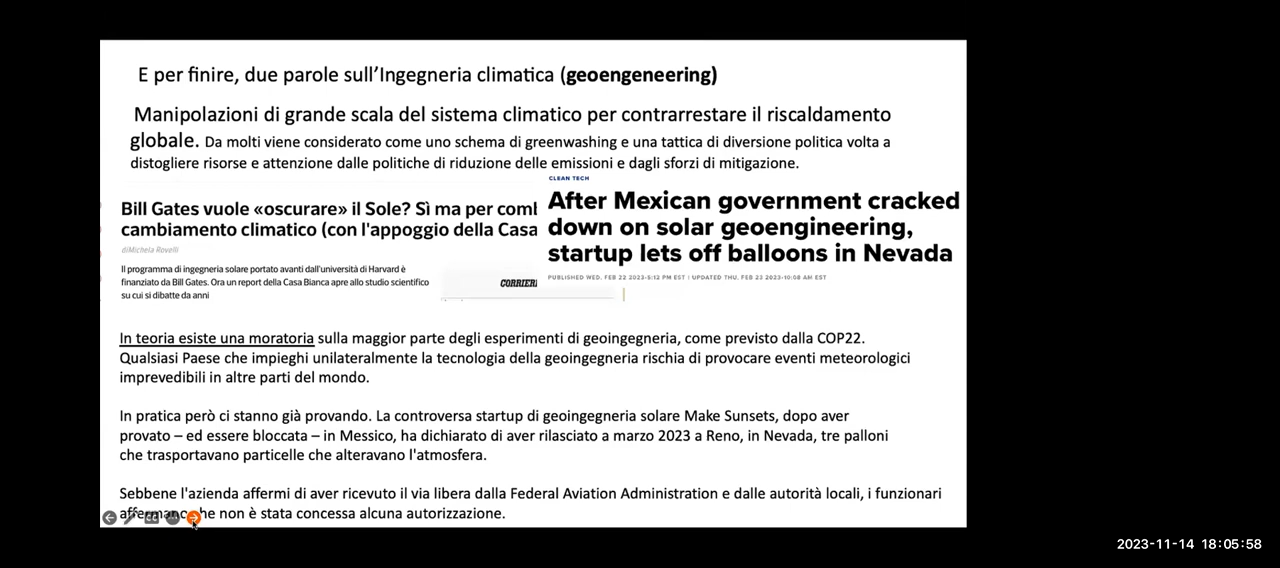 E per finire, due parole sull'Ingegneria climatica (geoengeneering)
Manipolazioni di grande scala del sistema climatico per contrarrestare il riscaldamento
globale. Da molti viene considerato come uno schema di greenwashing e una tattica di diversione politica volta a
distogliere risorse e attenzione dalle politiche di riduzione delle emissioni e dagli sforzi di mitigazione.
Bill Gates vuole «oscurare» il Sole? Sì ma per
cambiamento climatico (con l'appoggio della Casa
diMichela Rovelli
Il programma di ingegneria solare portato avanti dall'università di Harvard è
finanziato da Bill Gates. Ora un report della Casa Bianca apre allo studio scientifico
su cui si dibatte da anni
CORRIER
CLEAN TECH
After Mexican government cracked
down on solar geoengineering,
startup lets off balloons in Nevada
PUBLISHED WED, FEB 22 2023-5:12 PM EST | UPDATED THU, FEB 23 2023-10:58 AM EST
In teoria esiste una moratoria sulla maggior parte degli esperimenti di geoingegneria, come previsto dalla COP22.
Qualsiasi Paese che impieghi unilateralmente la tecnologia della geoingegneria rischia di provocare eventi meteorologici
imprevedibili in altre parti del mondo.
In pratica però ci stanno già provando. La controversa startup di geoingegneria solare Make Sunsets, dopo aver
provato – ed essere bloccata – in Messico, ha dichiarato di aver rilasciato a marzo 2023 a Reno, in Nevada, tre palloni
che trasportavano particelle che alteravano l'atmosfera.
Sebbene l'azienda affermi di aver ricevuto il via libera dalla Federal Aviation Administration e dalle autorità locali, i funzionari
affermano che non è stata concessa alcuna autorizzazione.
2023-11-14 18:05:58